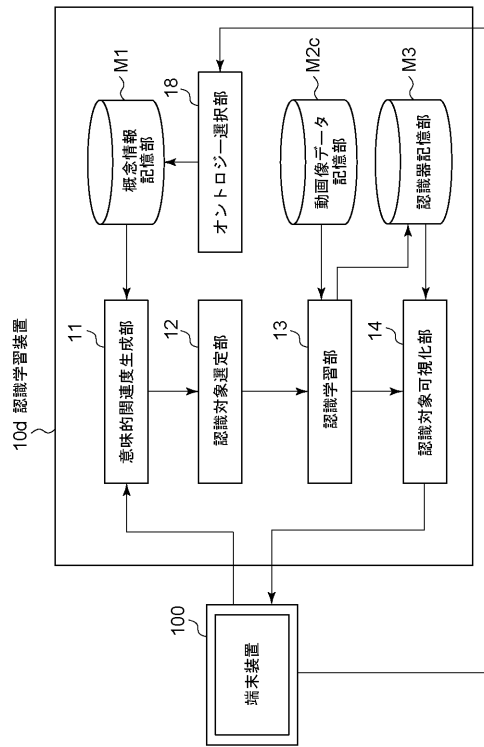 10d 認識学習装置
100
端末装置
11
意味的関連度生成部
12
認識対象選定部
13
認識学習部
14
認識対象可視化部
M1
概念情報
記憶部
18
オントロジー選択部
M2c
動画像データ
記憶部
M3
認識器記憶部